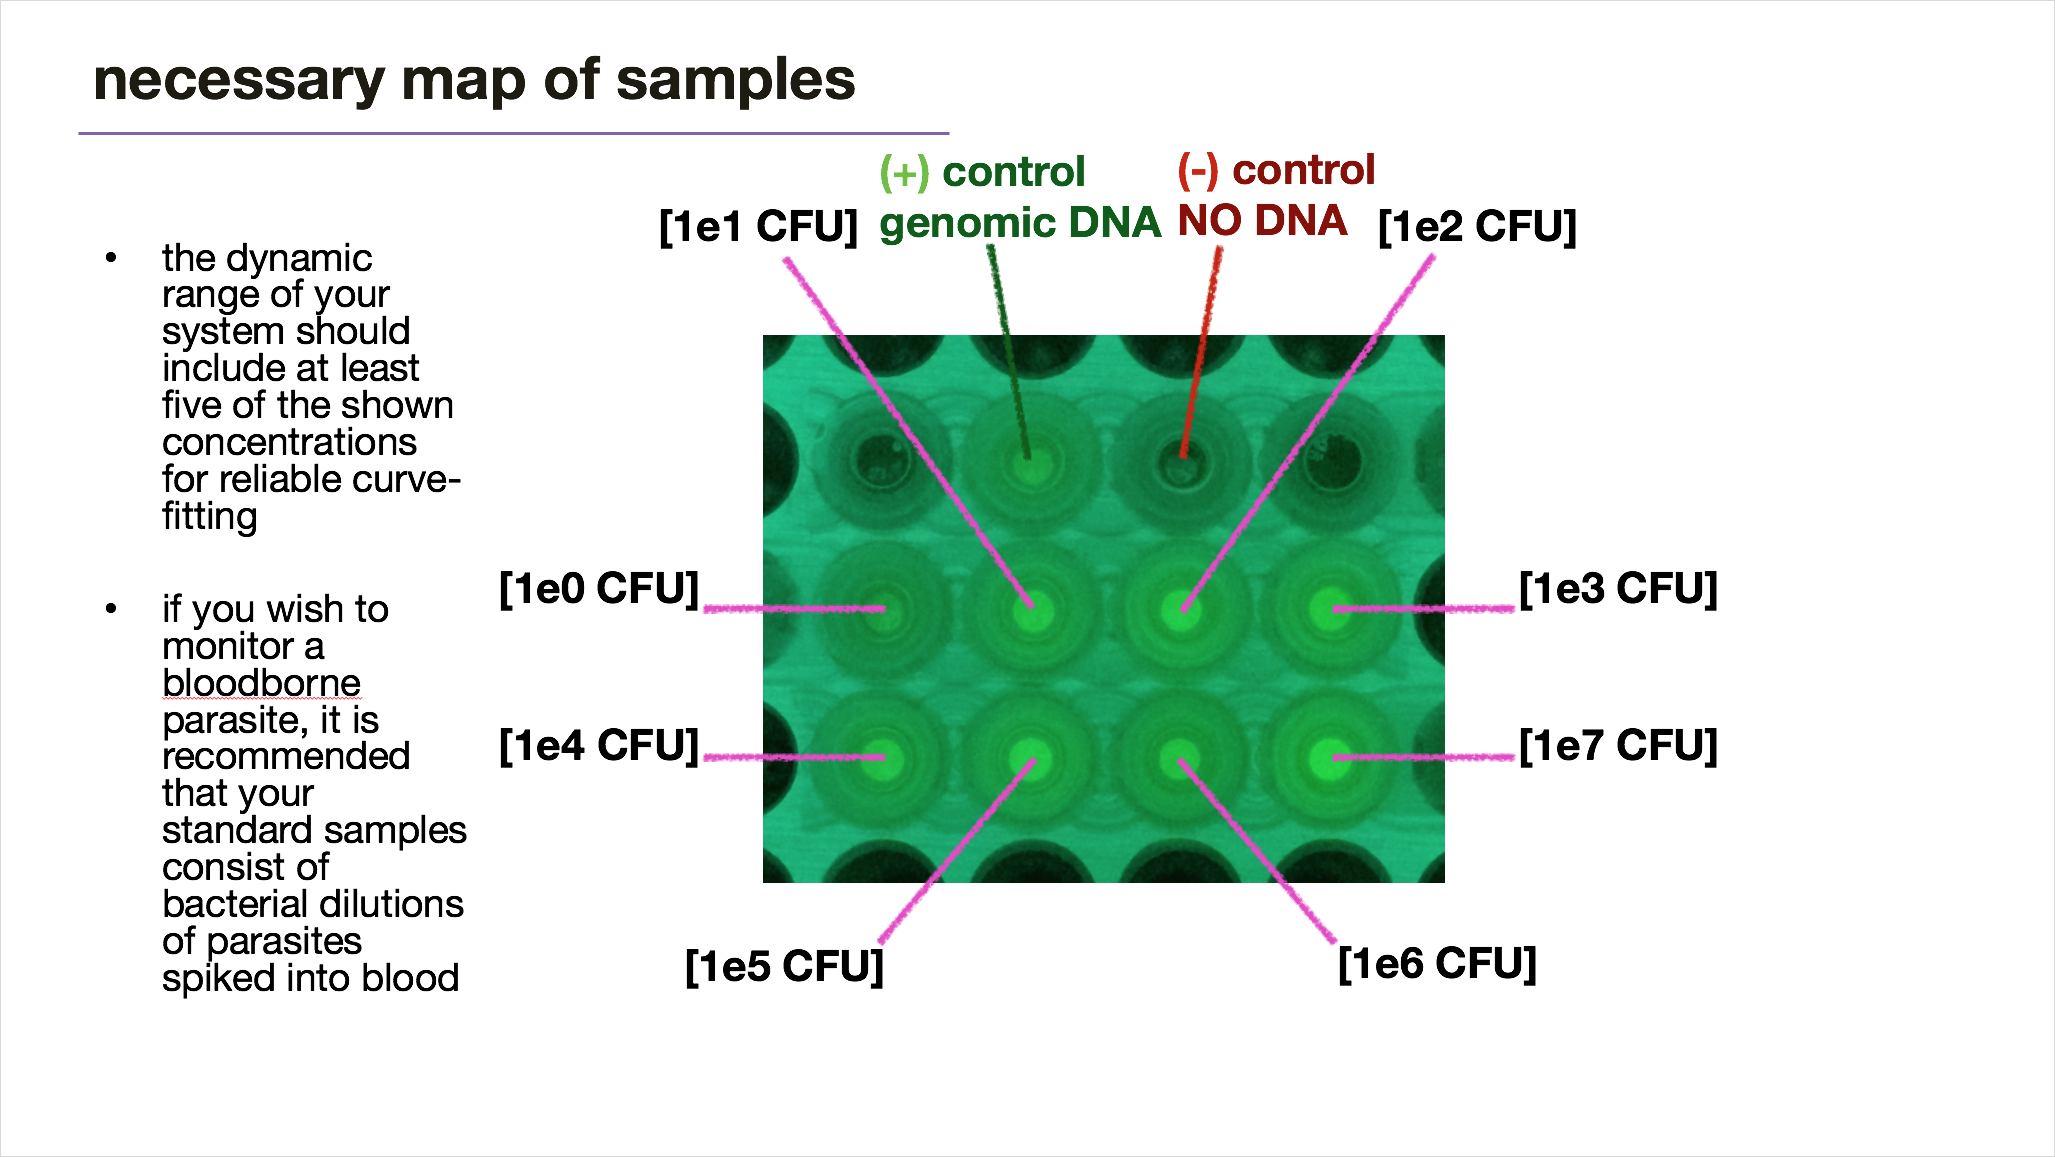 necessary map of samples
• the dynamic
range of your
system should
include at least
five of the shown
concentrations
for reliable curve-
fitting
• if you wish to
monitor a
bloodborne
parasite, it is
recommended
that your
standard samples
consist of
bacterial dilutions
of parasites
spiked into blood
(+) control
genomic DNA
(-) control
NO DNA
[1e1 CFU]
[1e2 CFU]
[1e0 CFU]
[1e3 CFU]
[1e4 CFU]
[1e7 CFU]
[1e5 CFU]
[1e6 CFU]